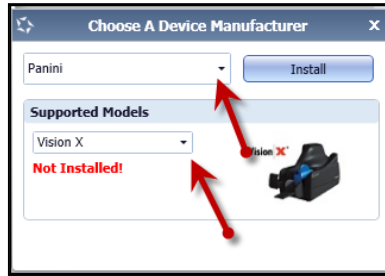 Choose A Device Manufacturer X
Panini
Install
Supported Models
Vision X
Not Installed!
Vision X